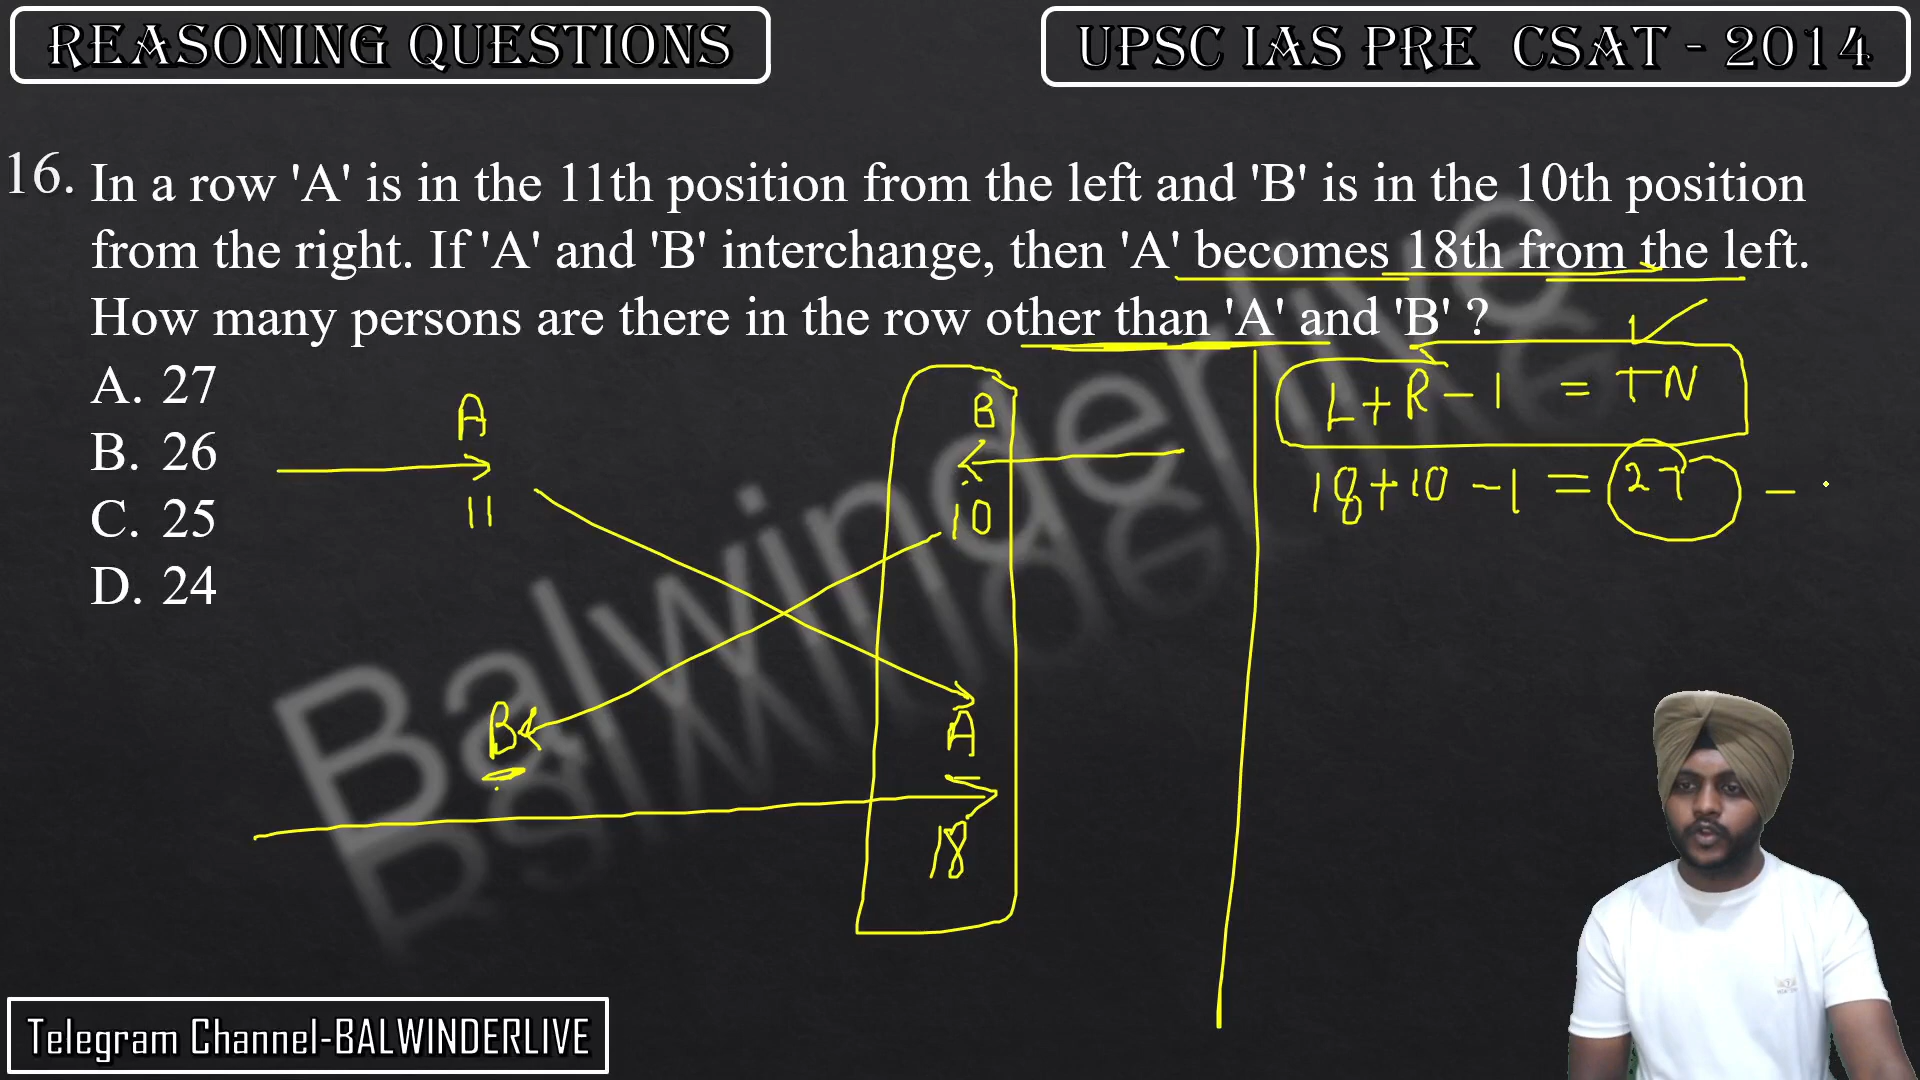 REASONING QUESTIONS
UPSC IAS PRE CSAT - 2014
16. In a row 'A' is in the 11th position from the left and 'B' is in the 10th position
from the right. If 'A' and 'B' interchange, then 'A' becomes 18th from the left.
How many persons are there in the row other than 'A' and 'B' ?
A. 27
B. 26
C. 25
D. 24
A
11
B
10
B
A
18
L+R-1 = TN
18+10-1 = 27 -
Balwinderlive
Telegram Channel-BALWINDERLIVE